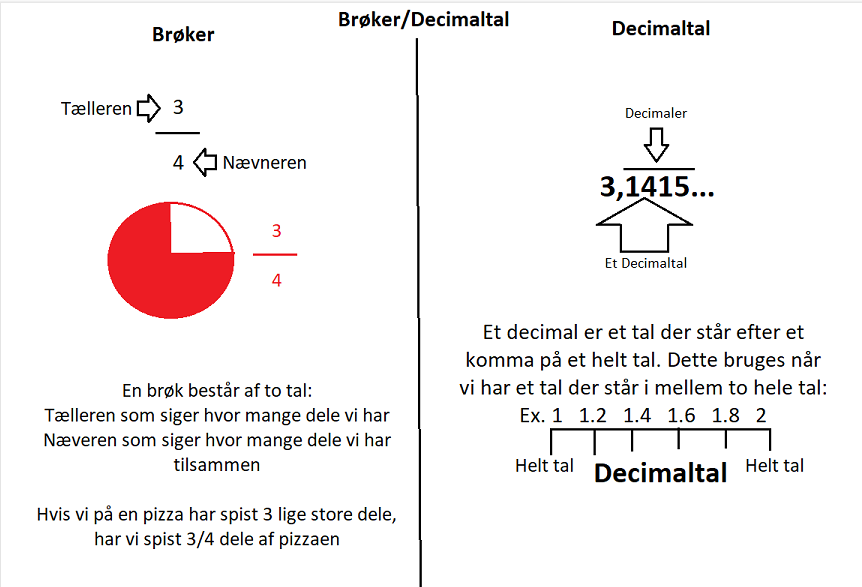 Brøker/Decimaltal
Brøker
Tælleren 3
4 Nævneren
3
4
En brøk består af to tal:
Tælleren som siger hvor mange dele vi har
Næveren som siger hvor mange dele vi har
tilsammen
Hvis vi på en pizza har spist 3 lige store dele,
har vi spist 3/4 dele af pizzaen
Decimaltal
Decimaler
3,1415...
Et Decimaltal
Et decimal er et tal der står efter et
komma på et helt tal. Dette bruges når
vi har et tal der står i mellem to hele tal:
Ex. 1 1.2 1.4 1.6 1.8 2
Helt tal Decimaltal Helt tal